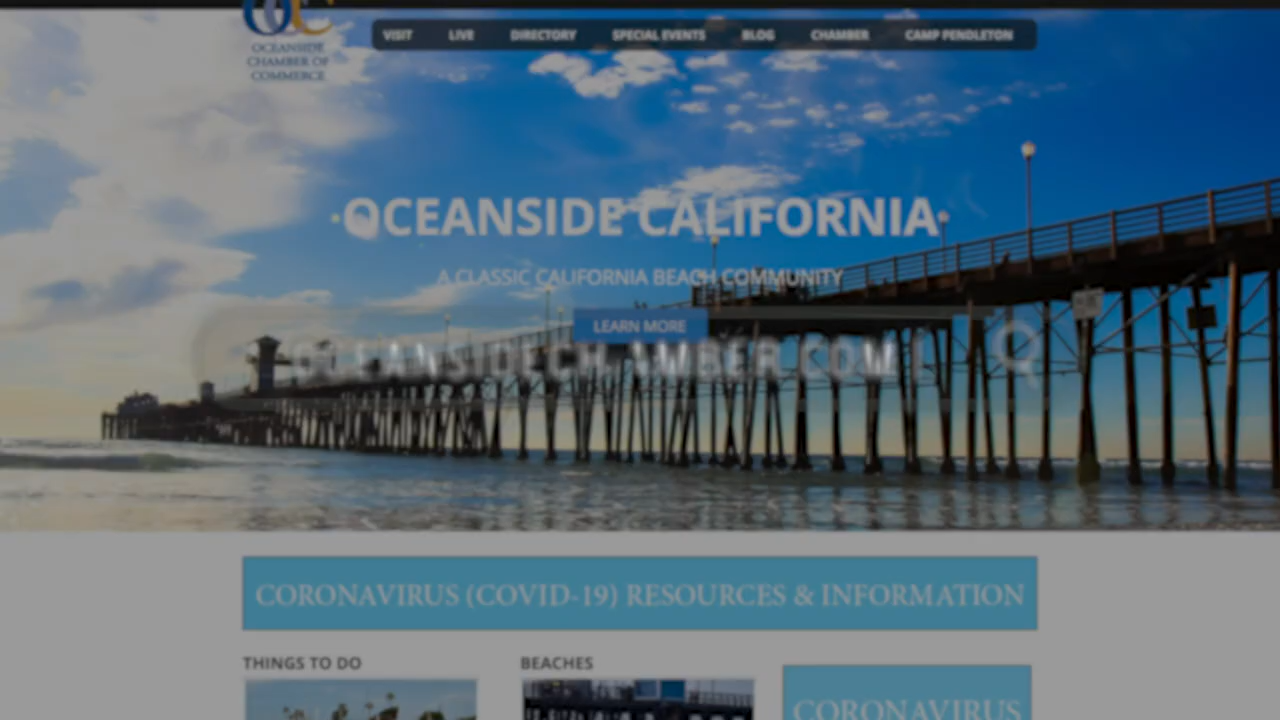 OCEANSIDE
CHAMBER OF
COMMERCE
VISIT LIVE DIRECTORY SPECIAL EVENTS BLOG CHAMBER CAMP PENDLETON
OCEANSIDE CALIFORNIA
A CLASSIC CALIFORNIA BEACH COMMUNITY
LEARN MORE
OCEANSIDECHAMBER.COM
CORONAVIRUS (COVID-19) RESOURCES & INFORMATION
THINGS TO DO
BEACHES
CORONAVIRUS